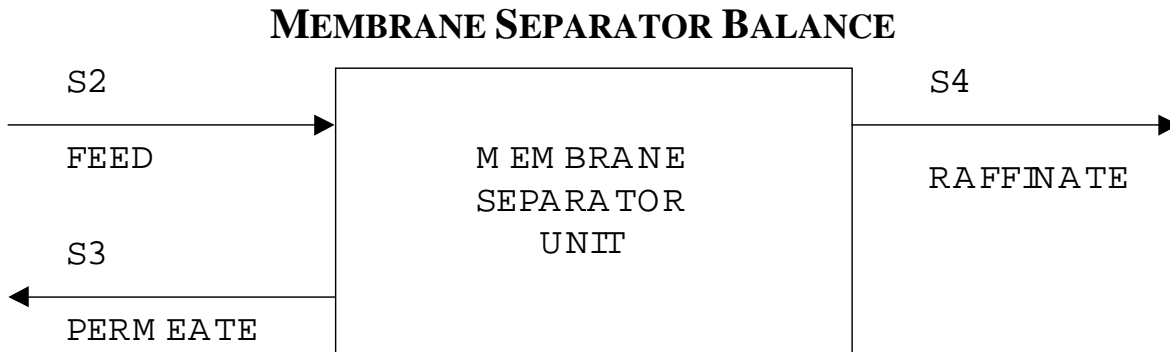 MEMBRANE SEPARATOR BALANCE
S2
FEED
S3
PERMEATE
MEMBRANE
SEPARATOR
UNIT
S4
RAFFINATE